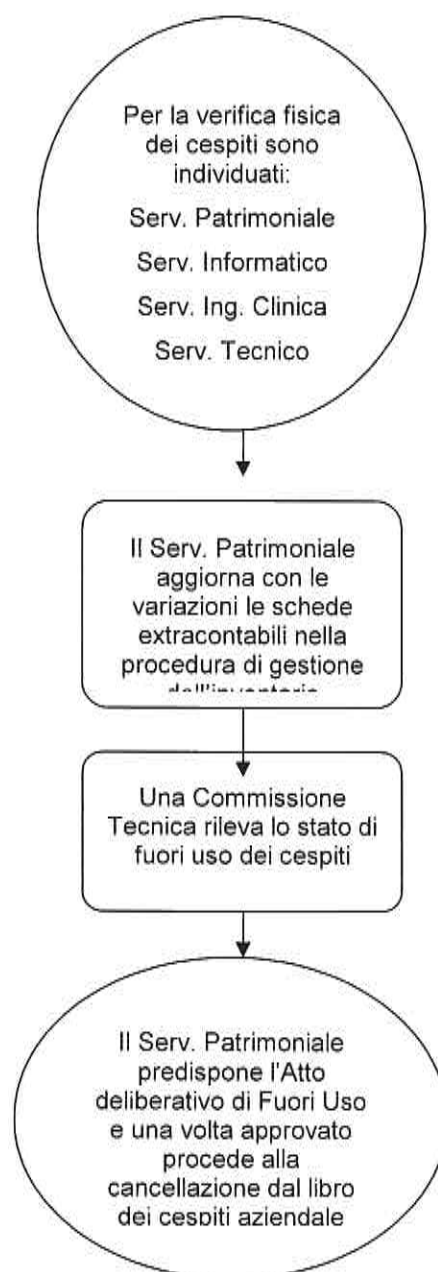 Per la verifica fisica
dei cespiti sono
individuati:
Serv. Patrimoniale
Serv. Informatico
Serv. Ing. Clinica
Serv. Tecnico
Il Serv. Patrimoniale
aggiorna con le
variazioni le schede
extracontabili nella
procedura di gestione
dell'inventario
Una Commissione
Tecnica rileva lo stato di
fuori uso dei cespiti
Il Serv. Patrimoniale
predispone l'Atto
deliberativo di Fuori Uso
e una volta approvato
procede alla
cancellazione dal libro
dei cespiti aziendale